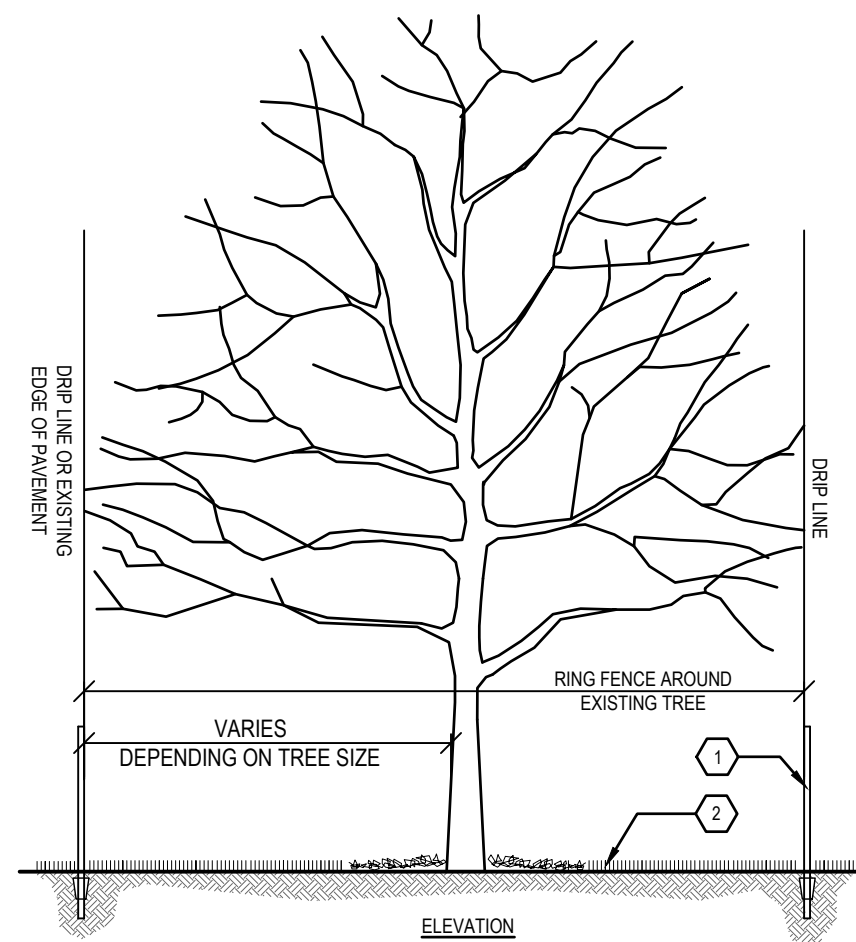 DRIP LINE OR EXISTING
EDGE OF PAVEMENT
DRIP LINE
RING FENCE AROUND
EXISTING TREE
VARIES
DEPENDING ON TREE SIZE
1
2
ELEVATION